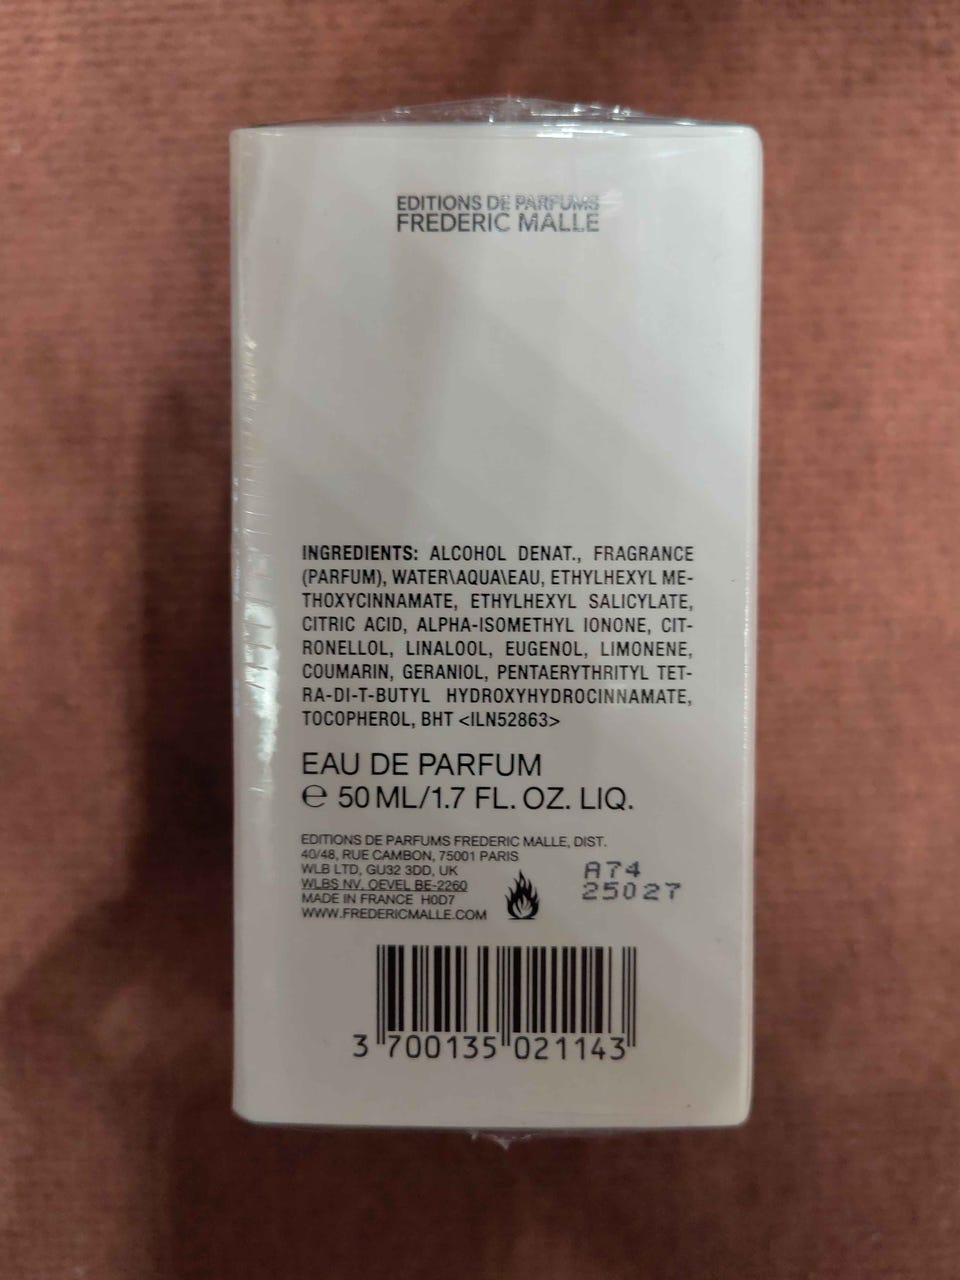 EDITIONS DE PARFUMS
FREDERIC MALLE
INGREDIENTS: ALCOHOL DENAT., FRAGRANCE
(PARFUM), WATER\AQUA\EAU, ETHYLHEXYL ME-
THOXYCINNAMATE, ETHYLHEXYL SALICYLATE,
CITRIC ACID, ALPHA-ISOMETHYL IONONE, CIT-
RONELLOL, LINALOOL, EUGENOL, LIMONENE,
COUMARIN, GERANIOL, PENTAERYTHRITYL TET-
RA-DI-T-BUTYL HYDROXYHYDROCINNAMATE,
TOCOPHEROL, BHT <ILN52863>
EAU DE PARFUM
℮ 50 ML/1.7 FL. OZ. LIQ.
EDITIONS DE PARFUMS FREDERIC MALLE, DIST.
40/48, RUE CAMBON, 75001 PARIS
WLB LTD, GU32 3DD, UK
WLBS NV. OEVEL BE-2260
MADE IN FRANCE H0D7
WWW.FREDERICMALLE.COM
A74
25027
3 700135 021143